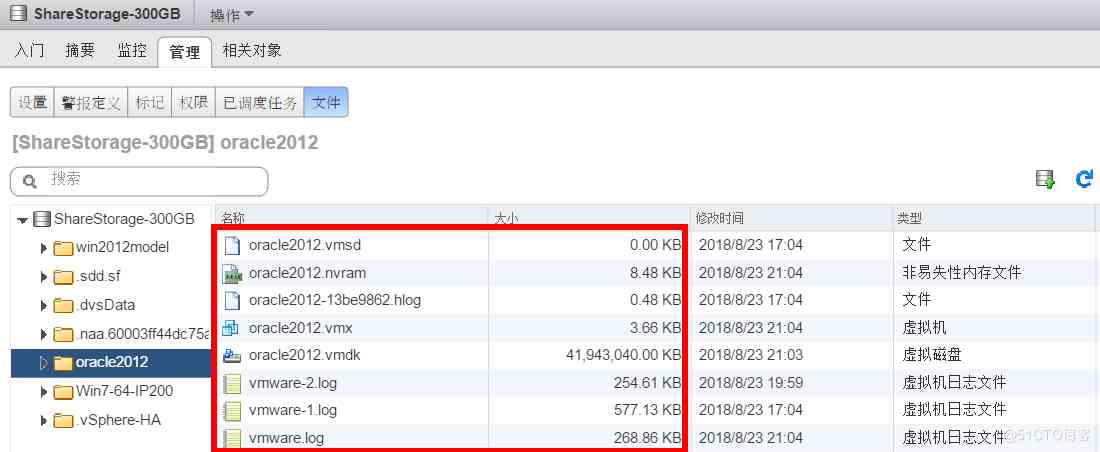 ShareStorage-300GB 操作
入门 摘要 监控 管理 相关对象
设置 警报定义 标记 权限 已调度任务 文件
[ShareStorage-300GB] oracle2012
搜索
ShareStorage-300GB 名称 大小 修改时间 类型
win2012model oracle2012.vmsd 0.00 KB 2018/8/23 17:04 文件
.sdd.sf oracle2012.nvram 8.48 KB 2018/8/23 21:04 非易失性内存文件
.dvsData oracle2012-13be9862.hlog 0.48 KB 2018/8/23 17:04 文件
.naa.60003ff44dc75a oracle2012.vmx 3.66 KB 2018/8/23 21:04 虚拟机
oracle2012 oracle2012.vmdk 41,943,040.00 KB 2018/8/23 21:03 虚拟磁盘
Win7-64-IP200 vmware-2.log 254.61 KB 2018/8/23 19:59 虚拟机日志文件
.vSphere-HA vmware-1.log 577.13 KB 2018/8/23 17:04 虚拟机日志文件
vmware.log 268.86 KB 2018/8/23 21:04 虚拟机日志文件
@51CTO博客